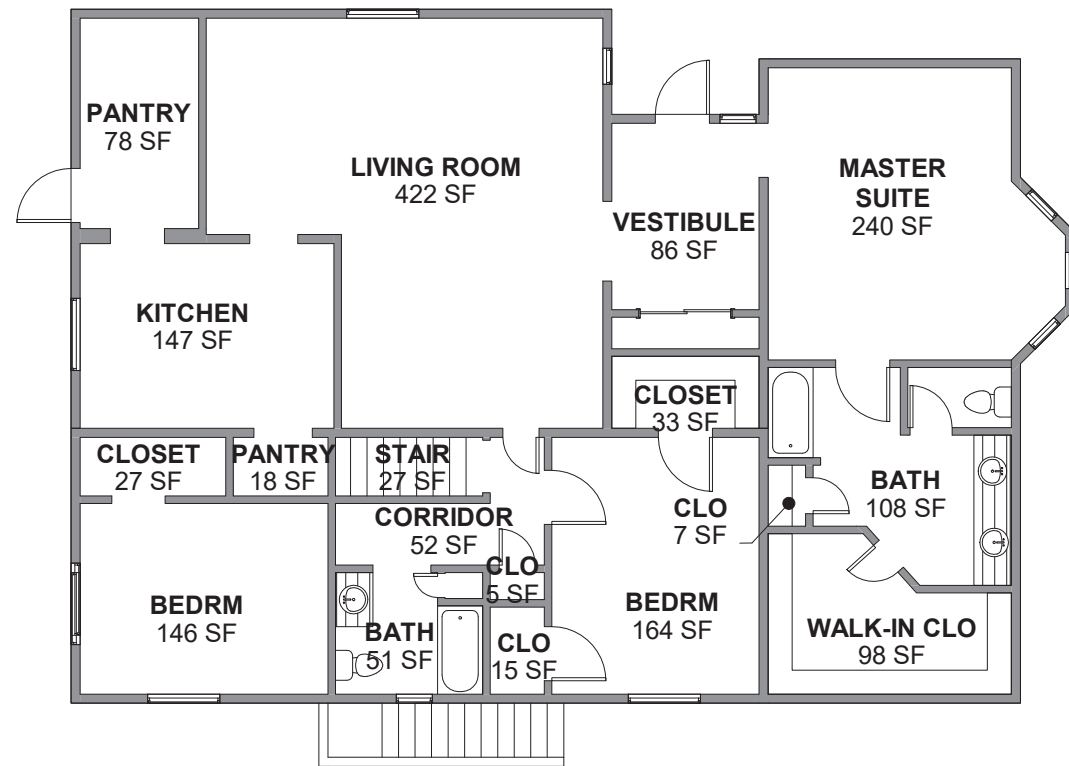 PANTRY
78 SF
LIVING ROOM
422 SF
MASTER
SUITE
240 SF
VESTIBULE
86 SF
KITCHEN
147 SF
CLOSET
33 SF
CLOSET
27 SF
PANTRY
18 SF
STAIR
27 SF
BATH
108 SF
CLO
7 SF
CORRIDOR
52 SF
CLO
5 SF
BEDRM
146 SF
BEDRM
164 SF
BATH
51 SF
CLO
15 SF
WALK-IN CLO
98 SF